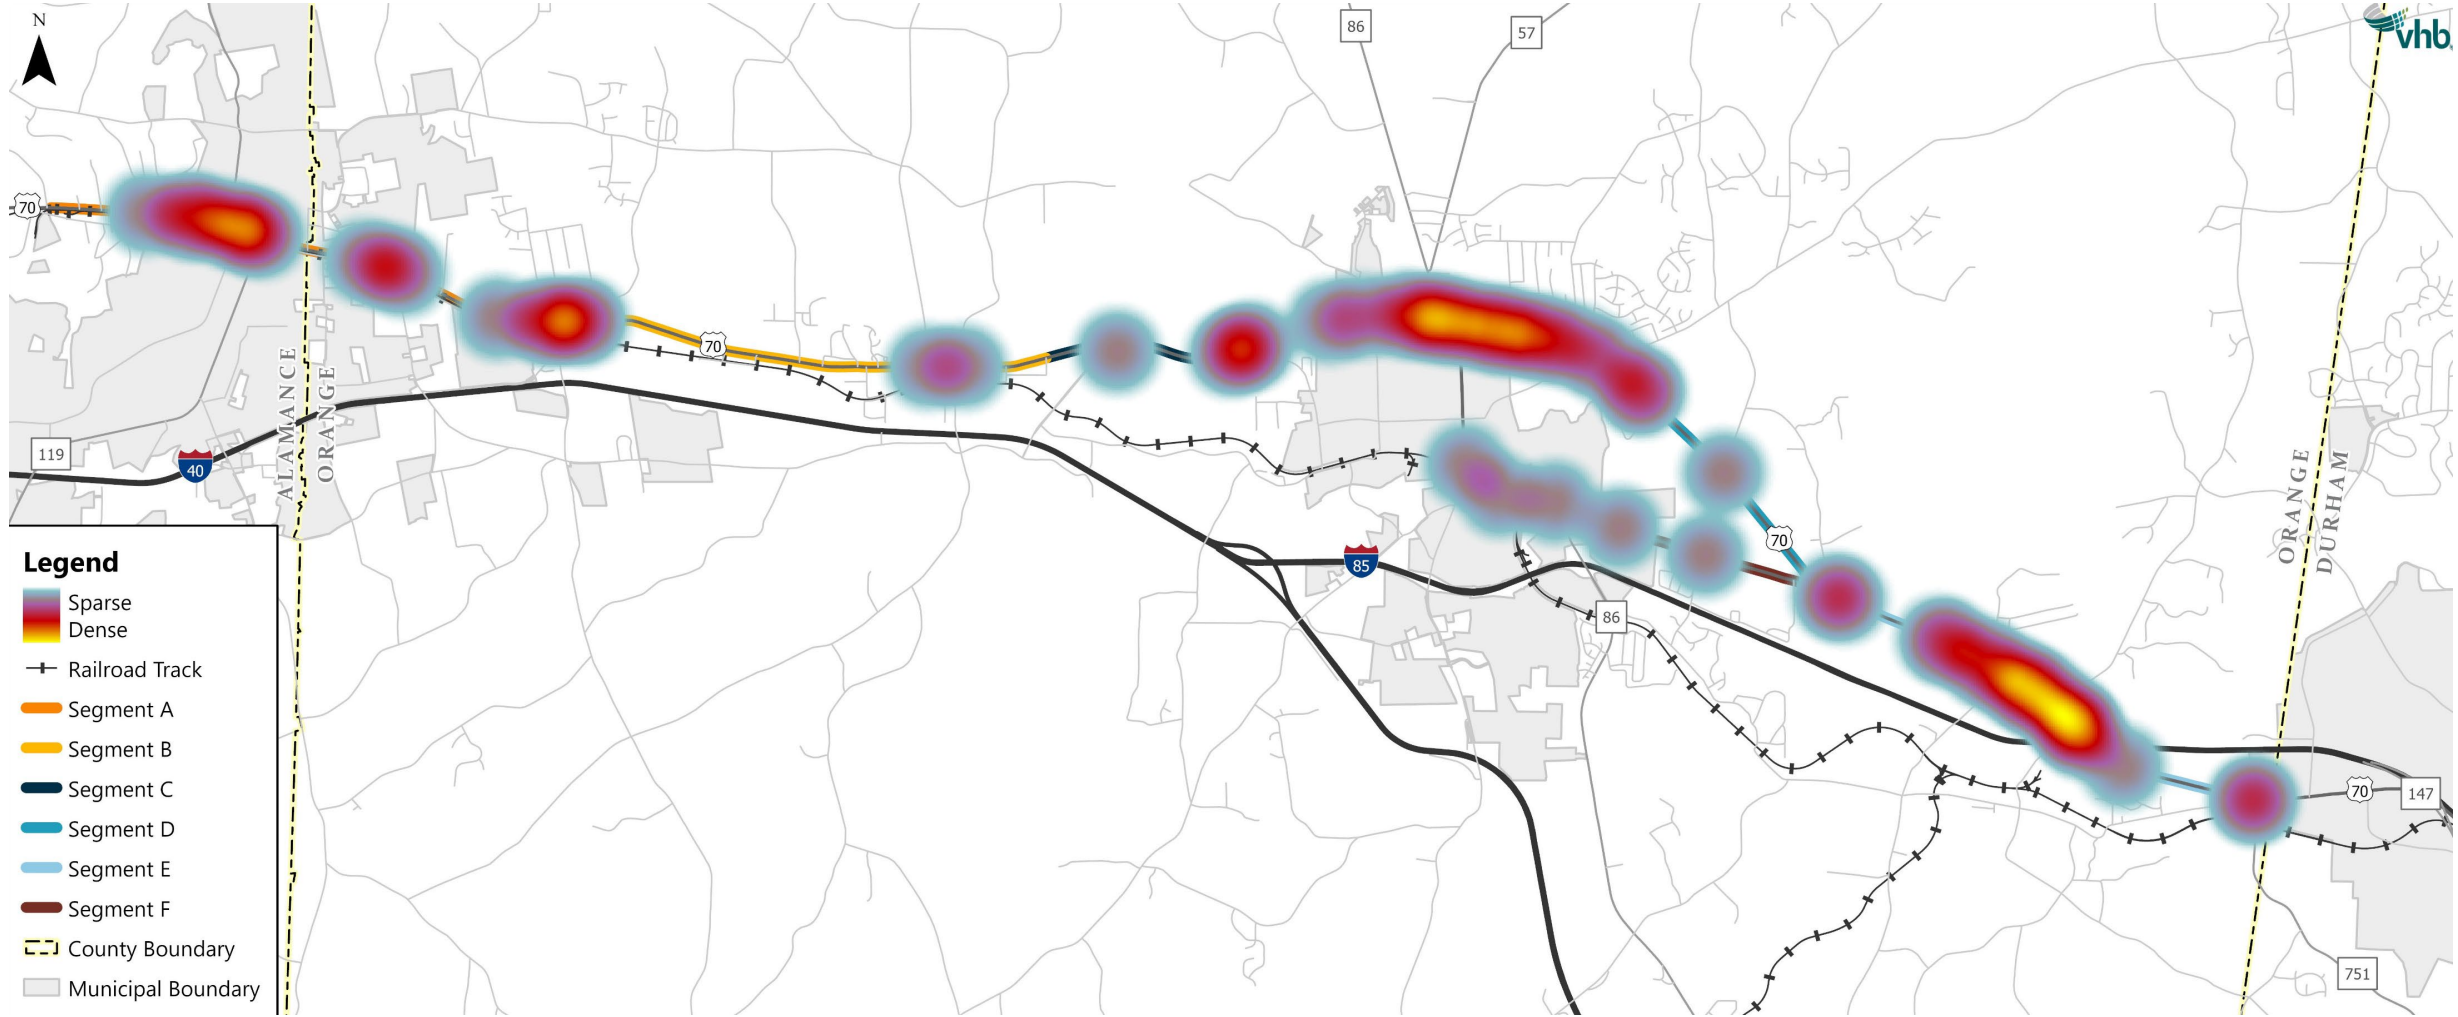 N
86
57
vhb
70
70
119
40
ALAMANCE
ORANGE
85
86
70
ORANGE
DURHAM
70
147
751
Legend
Sparse
Dense
Railroad Track
Segment A
Segment B
Segment C
Segment D
Segment E
Segment F
County Boundary
Municipal Boundary